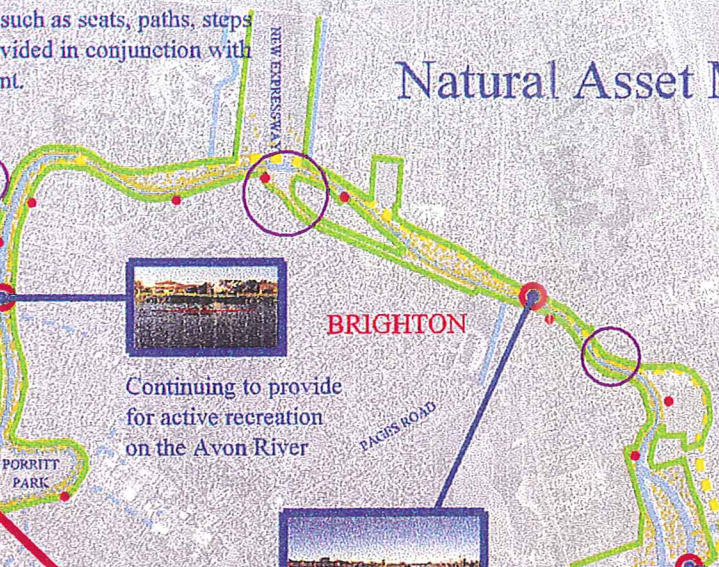 such as seats, paths, steps
vided in conjunction with
nt.
NEW EXPRESSWAY
Natural Asset M
BRIGHTON
Continuing to provide
for active recreation
on the Avon River
PAGES ROAD
PORRITT
PARK